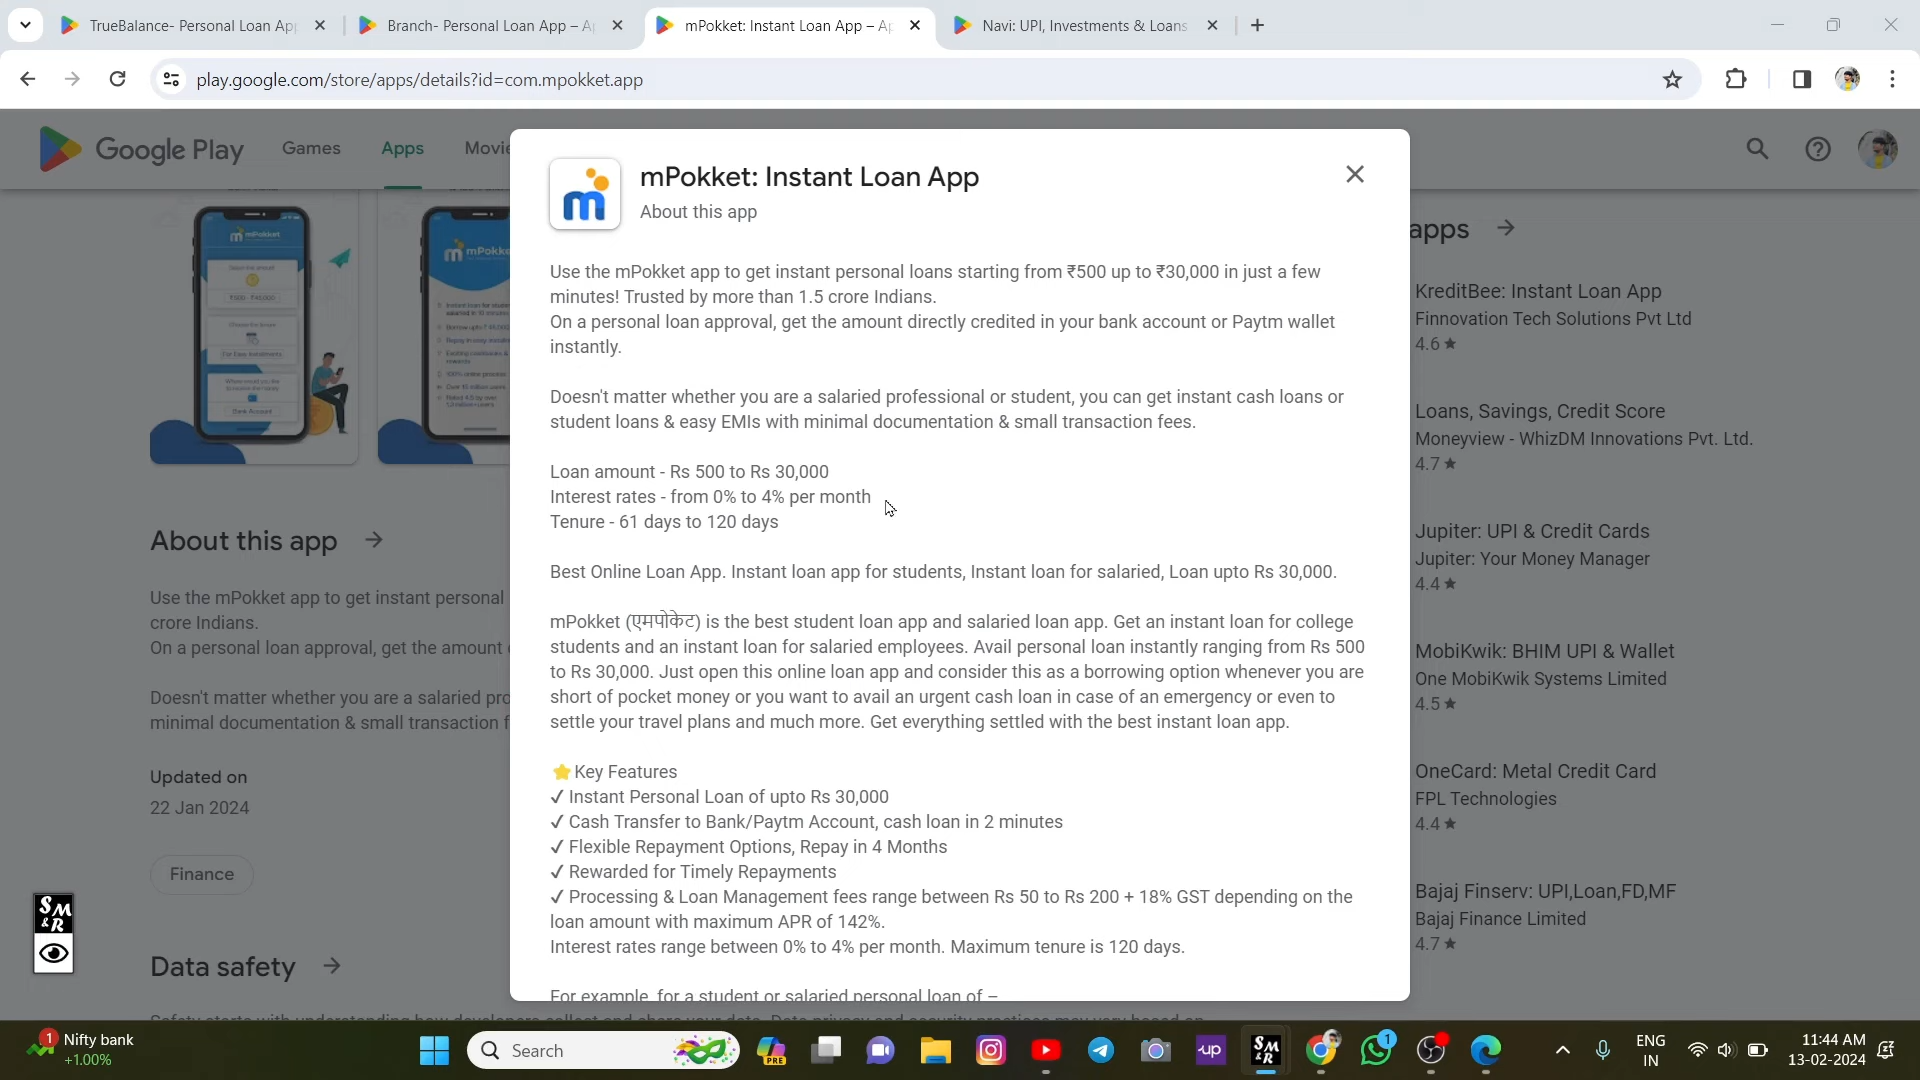 TrueBalance- Personal Loan Ap
Branch- Personal Loan App – A
mPokket: Instant Loan App – Ap
Navi: UPI, Investments & Loans
play.google.com/store/apps/details?id=com.mpokket.app
Google Play
Games
Apps
Movie
mPokket: Instant Loan App
About this app
Use the mPokket app to get instant personal loans starting from ₹500 up to ₹30,000 in just a few
minutes! Trusted by more than 1.5 crore Indians.
On a personal loan approval, get the amount directly credited in your bank account or Paytm wallet
instantly.
Doesn't matter whether you are a salaried professional or student, you can get instant cash loans or
student loans & easy EMIs with minimal documentation & small transaction fees.
Loan amount - Rs 500 to Rs 30,000
Interest rates - from 0% to 4% per month
Tenure - 61 days to 120 days
Best Online Loan App. Instant loan app for students, Instant loan for salaried, Loan upto Rs 30,000.
mPokket (एमपोकेट) is the best student loan app and salaried loan app. Get an instant loan for college
students and an instant loan for salaried employees. Avail personal loan instantly ranging from Rs 500
to Rs 30,000. Just open this online loan app and consider this as a borrowing option whenever you are
short of pocket money or you want to avail an urgent cash loan in case of an emergency or even to
settle your travel plans and much more. Get everything settled with the best instant loan app.
⭐Key Features
✓ Instant Personal Loan of upto Rs 30,000
✓ Cash Transfer to Bank/Paytm Account, cash loan in 2 minutes
✓ Flexible Repayment Options, Repay in 4 Months
✓ Rewarded for Timely Repayments
✓ Processing & Loan Management fees range between Rs 50 to Rs 200 + 18% GST depending on the
loan amount with maximum APR of 142%.
Interest rates range between 0% to 4% per month. Maximum tenure is 120 days.
For example, for a student or salaried personal loan of –
mPokket
mPokke
Bank Account
About this app
Use the mPokket app to get instant personal
crore Indians.
On a personal loan approval, get the amount
Doesn't matter whether you are a salaried pro
minimal documentation & small transaction f
Updated on
22 Jan 2024
Finance
Data safety
apps
KreditBee: Instant Loan App
Finnovation Tech Solutions Pvt Ltd
4.6★
Loans, Savings, Credit Score
Moneyview - WhizDM Innovations Pvt. Ltd.
4.7★
Jupiter: UPI & Credit Cards
Jupiter: Your Money Manager
4.4★
MobiKwik: BHIM UPI & Wallet
One MobiKwik Systems Limited
4.5★
OneCard: Metal Credit Card
FPL Technologies
4.4★
Bajaj Finserv: UPI,Loan,FD,MF
Bajaj Finance Limited
4.7★
SM
&R
1
Nifty bank
+1.00%
Search
PRE
up
SM
&R
1
ENG
IN
11:44 AM
13-02-2024